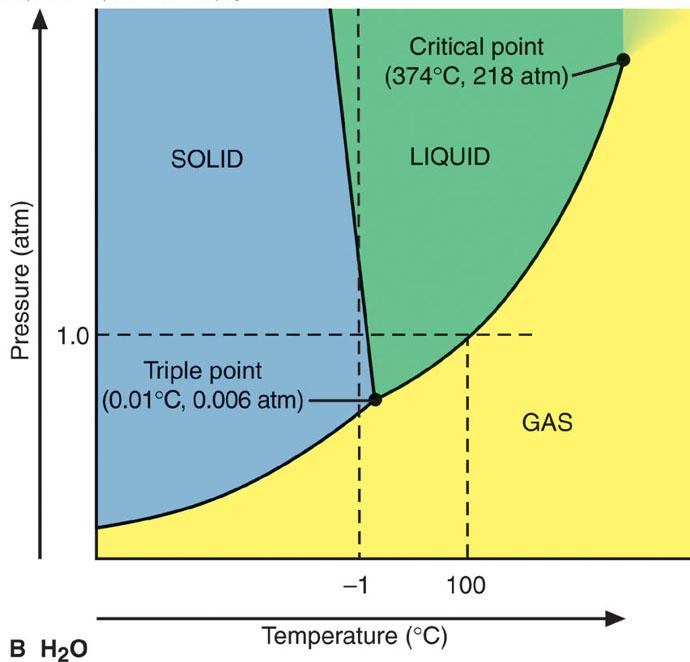 Critical point
(374°C, 218 atm)
SOLID
LIQUID
Pressure (atm)
1.0
Triple point
(0.01°C, 0.006 atm)
GAS
–1
100
Temperature (°C)
B H₂O